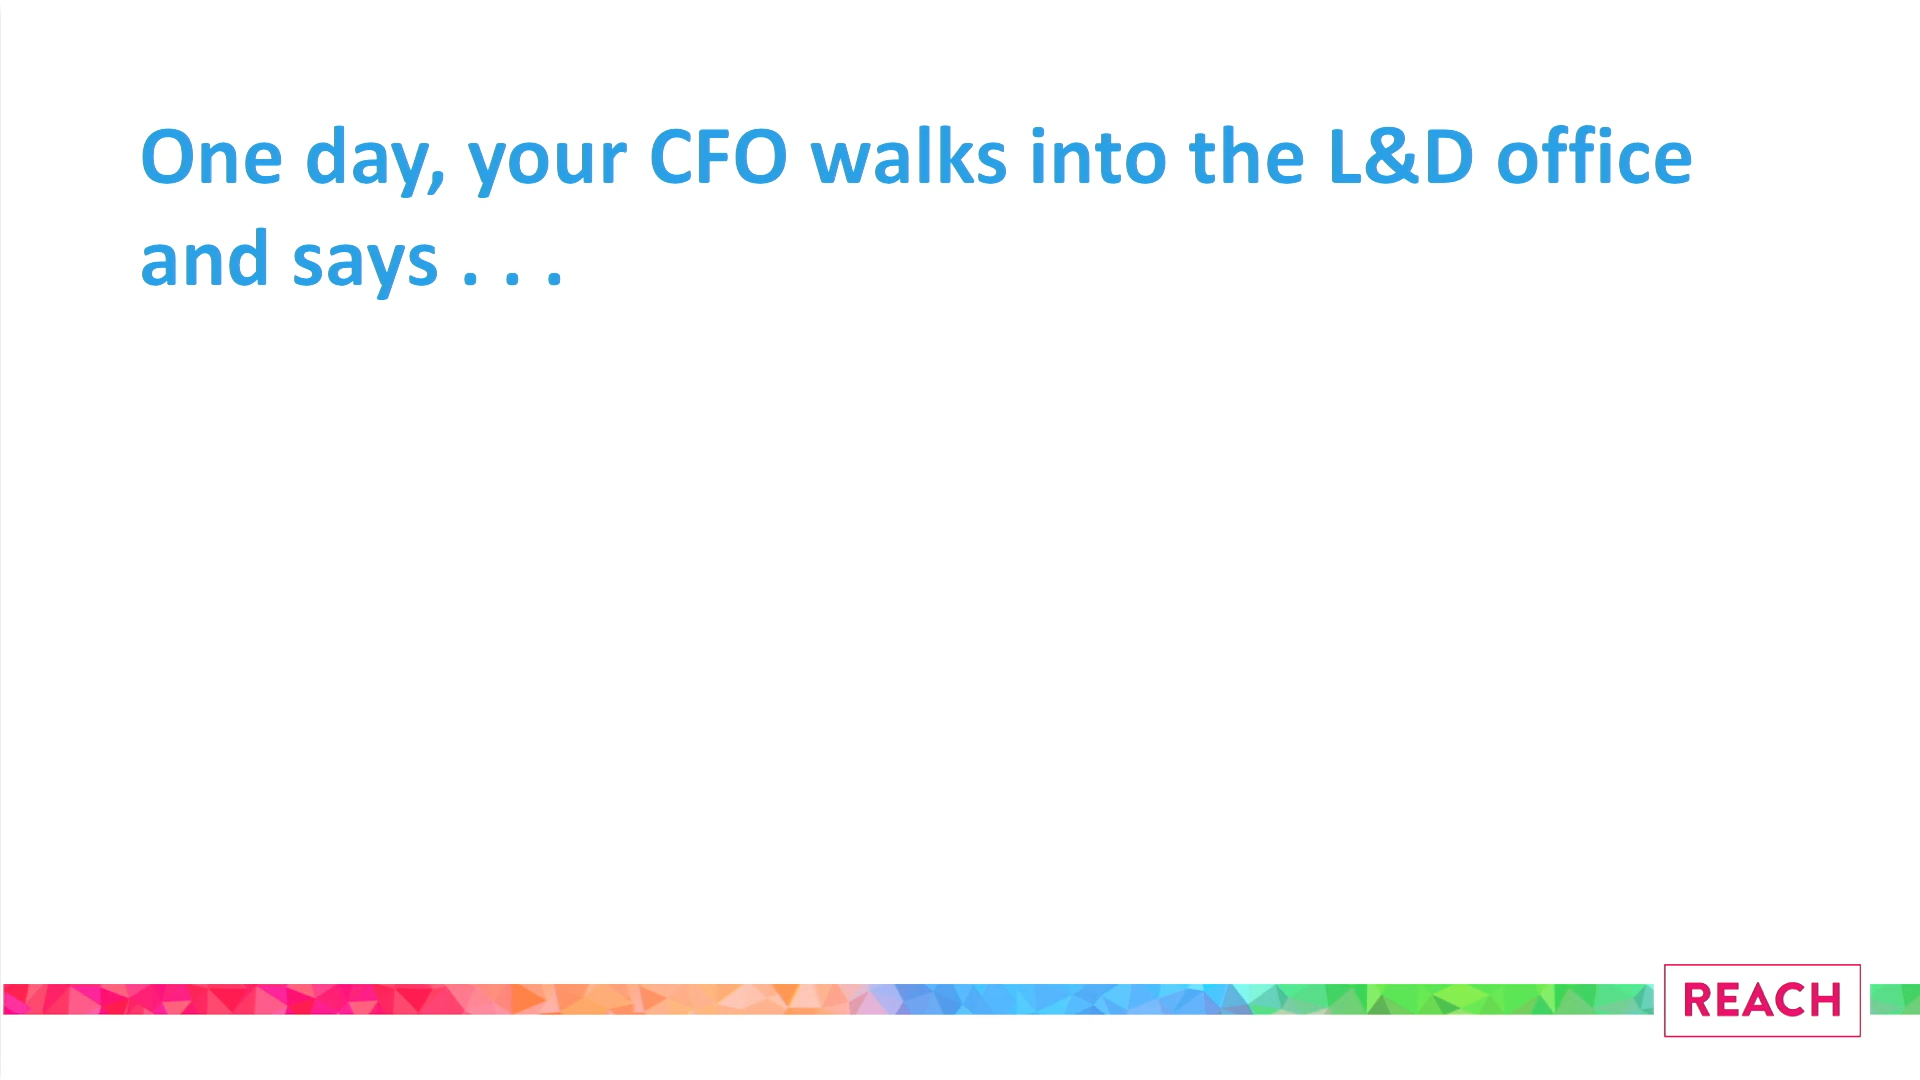 One day, your CFO walks into the L&D office
and says . . .
REACH